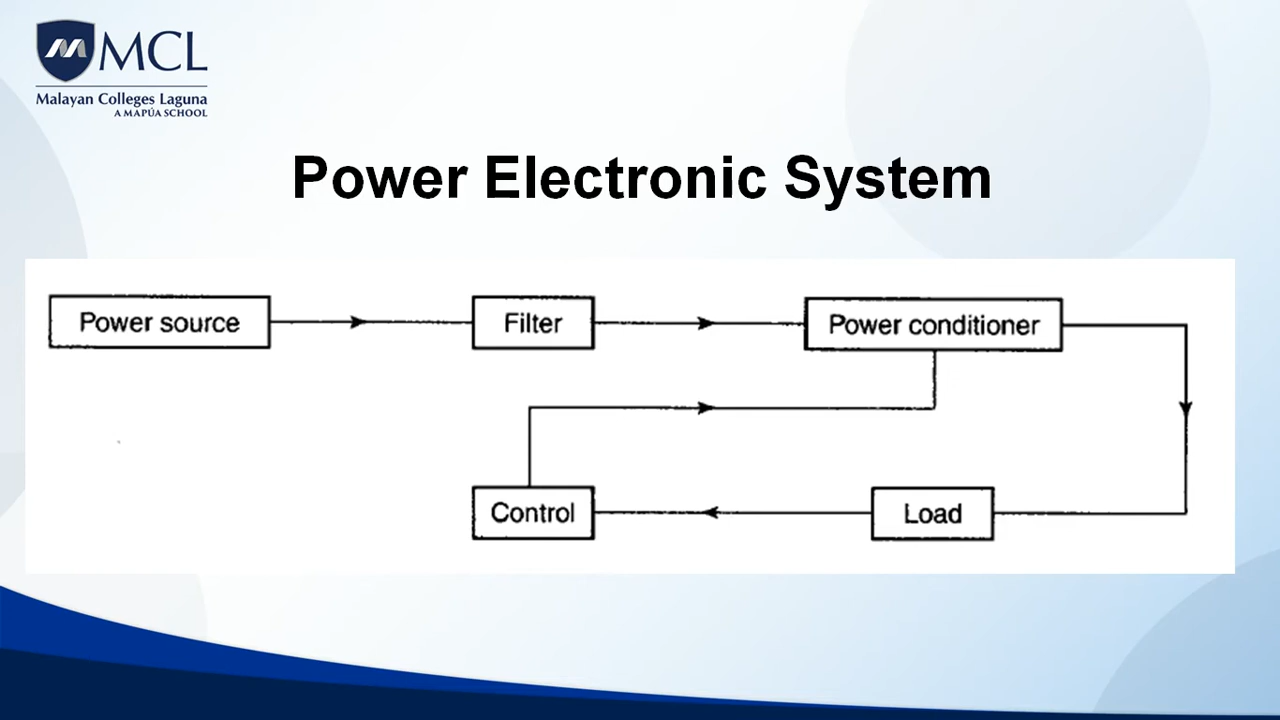 MCL
Malayan Colleges Laguna
A MAPÚA SCHOOL
Power Electronic System
Power source
Filter
Power conditioner
Control
Load